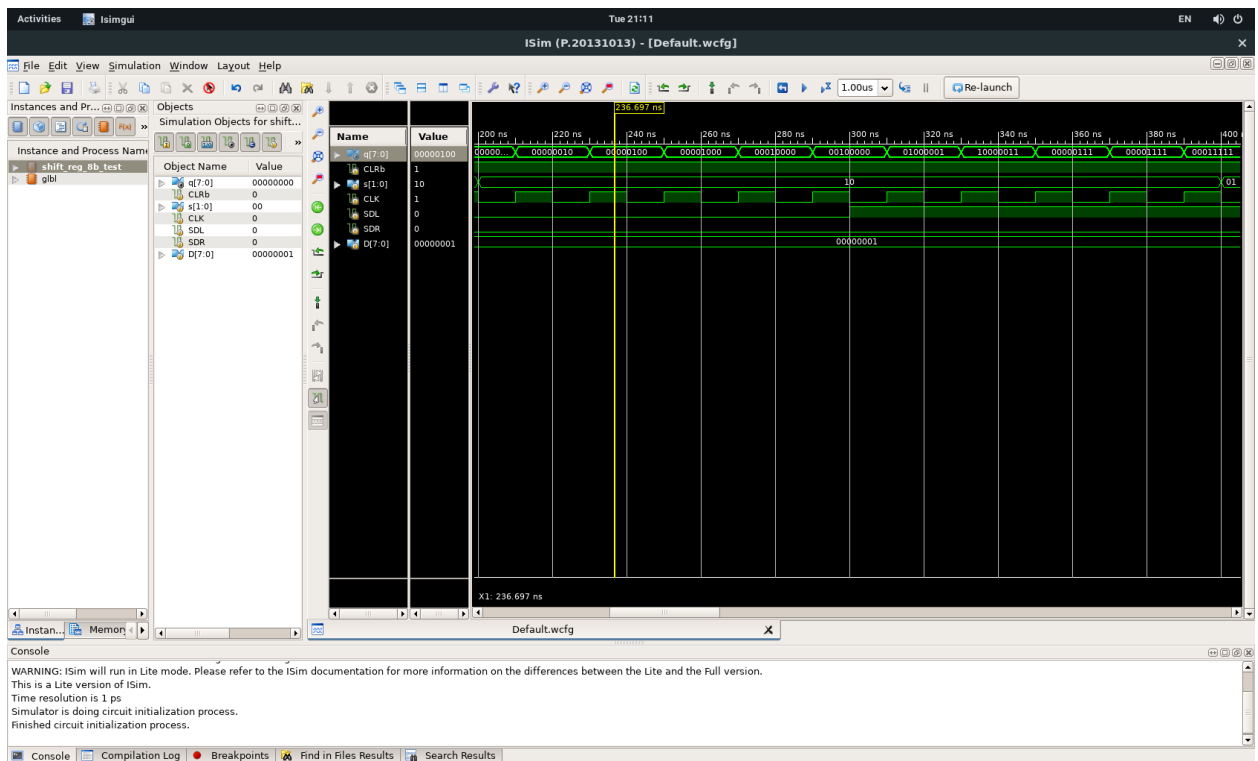 Activities Isimgui Tue 21:11 EN
ISim (P.20131013) - [Default.wcfg]
File Edit View Simulation Window Layout Help
1.00us Re-launch
Instances and Pr... Objects
Simulation Objects for shift...
Instance and Process Name
shift_reg_8b_test
glbl
Object Name Value
q[7:0] 00000000
CLRb 0
s[1:0] 00
CLK 0
SDL 0
SDR 0
D[7:0] 00000001
236.697 ns
Name Value 200 ns 220 ns 240 ns 260 ns 280 ns 300 ns 320 ns 340 ns 360 ns 380 ns 400
q[7:0] 00000100 00000... 00000010 00000100 00001000 00010000 00100000 01000001 10000011 00000111 00001111 00011111
CLRb 1
s[1:0] 10 10 01
CLK 1
SDL 0
SDR 0
D[7:0] 00000001 00000001
X1: 236.697 ns
Instan... Memory Default.wcfg
Console
WARNING: ISim will run in Lite mode. Please refer to the ISim documentation for more information on the differences between the Lite and the Full version.
This is a Lite version of ISim.
Time resolution is 1 ps
Simulator is doing circuit initialization process.
Finished circuit initialization process.
Console Compilation Log Breakpoints Find in Files Results Search Results